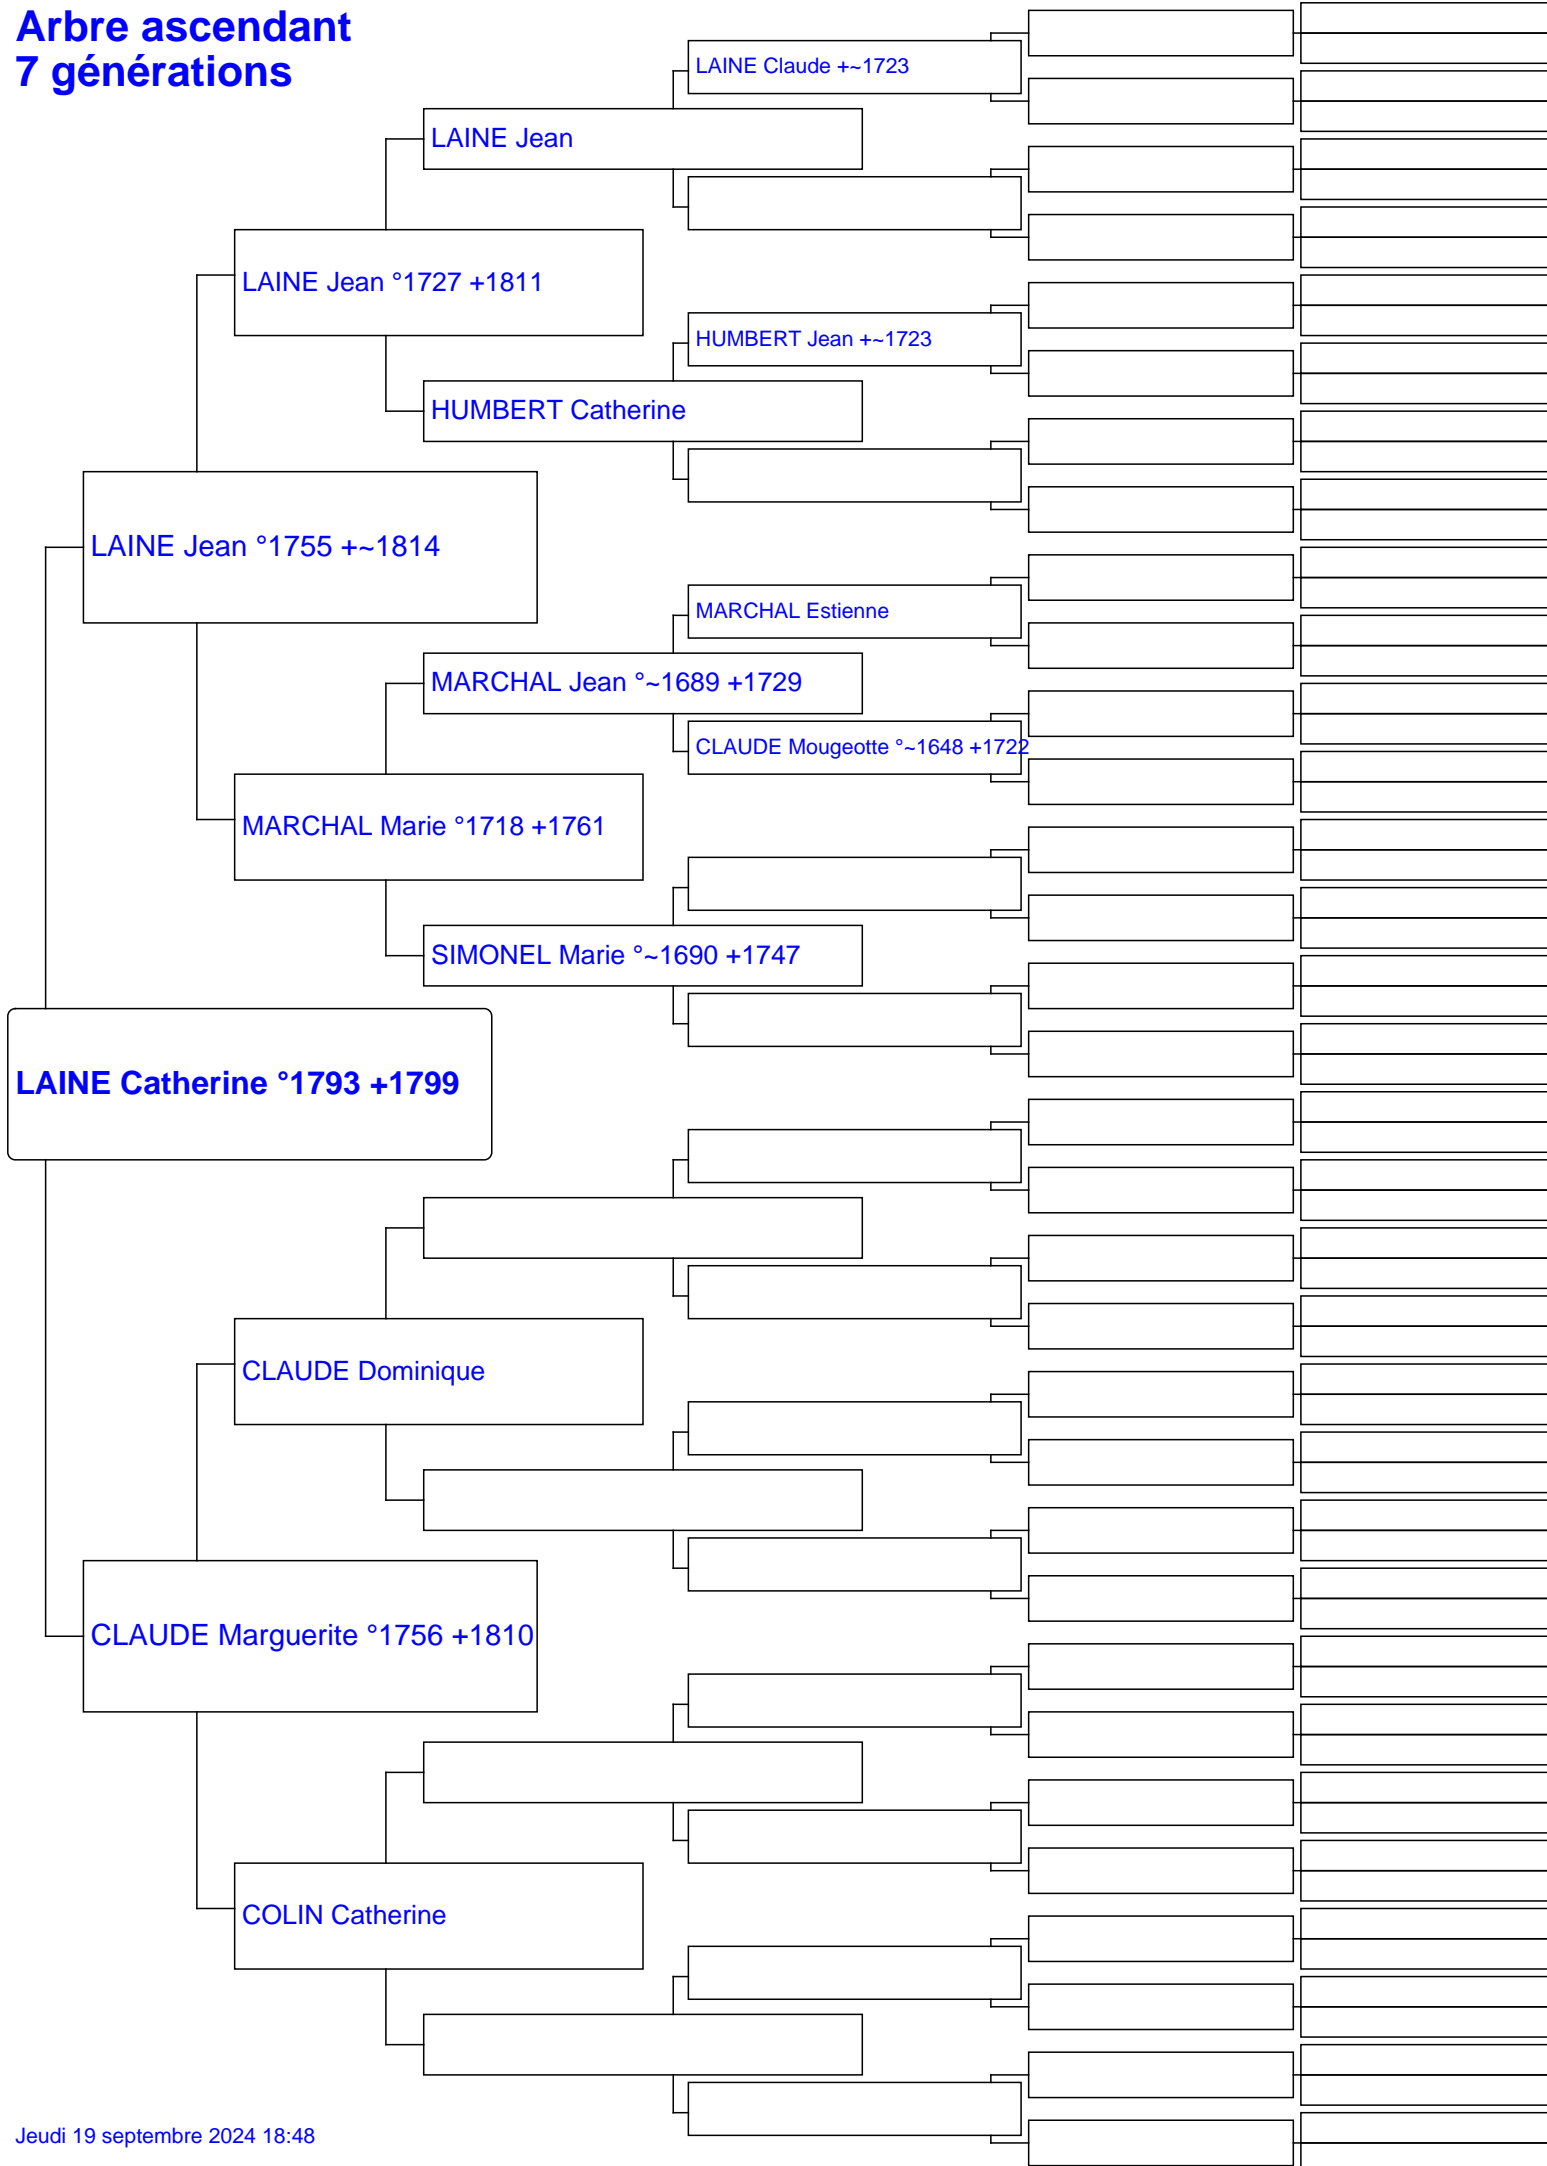 Arbre ascendant
7 générations
LAINE Claude +~1723
LAINE Jean
LAINE Jean °1727 +1811
HUMBERT Jean +~1723
HUMBERT Catherine
LAINE Jean °1755 +~1814
MARCHAL Estienne
MARCHAL Jean °~1689 +1729
CLAUDE Mougeotte °~1648 +1722
MARCHAL Marie °1718 +1761
SIMONEL Marie °~1690 +1747
LAINE Catherine °1793 +1799
CLAUDE Dominique
CLAUDE Marguerite °1756 +1810
COLIN Catherine
Jeudi 19 septembre 2024 18:48